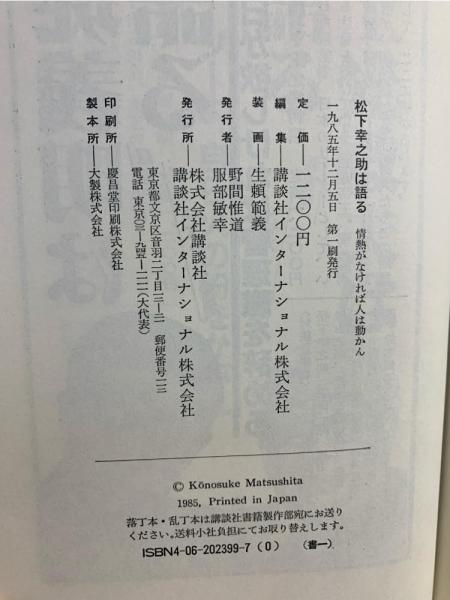 松下幸之助は語る 情熱がなければ人は動かん
一九八五年十二月五日 第一刷発行
定価――一二〇〇円
編集――講談社インターナショナル株式会社
装画――生頼範義
発行者――野間惟道
服部敏幸
発行所――株式会社講談社
講談社インターナショナル株式会社
東京都文京区音羽二丁目一二―二一 郵便番号一一二
電話 東京〇三―九四五―一一一一(大代表)
印刷所――慶昌堂印刷株式会社
製本所――大製株式会社
© Kōnosuke Matsushita
1985, Printed in Japan
落丁本・乱丁本は講談社書籍製作部宛にお送り
ください。送料小社負担にてお取り替えします。
ISBN4-06-202399-7 (0) (書一)